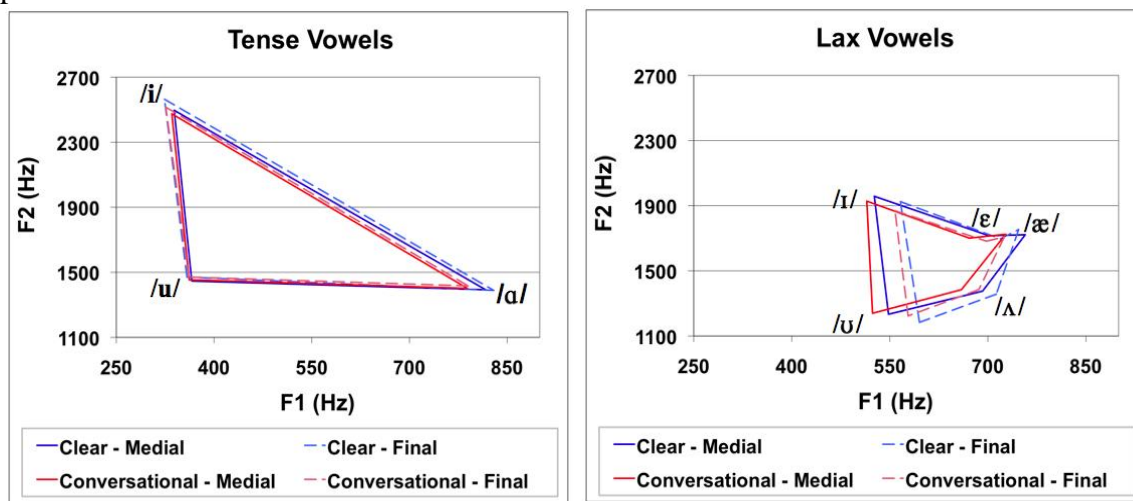 Tense Vowels
2700
2300
1900
1500
1100
F2 (Hz)
/i/
/u/
/ɑ/
250 400 550 700 850
F1 (Hz)
Clear - Medial Clear - Final
Conversational - Medial Conversational - Final
Lax Vowels
2700
2300
1900
1500
1100
F2 (Hz)
/ɪ/
/ɛ/
/æ/
/ʊ/
/ʌ/
250 400 550 700 850
F1 (Hz)
Clear - Medial Clear - Final
Conversational - Medial Conversational - Final